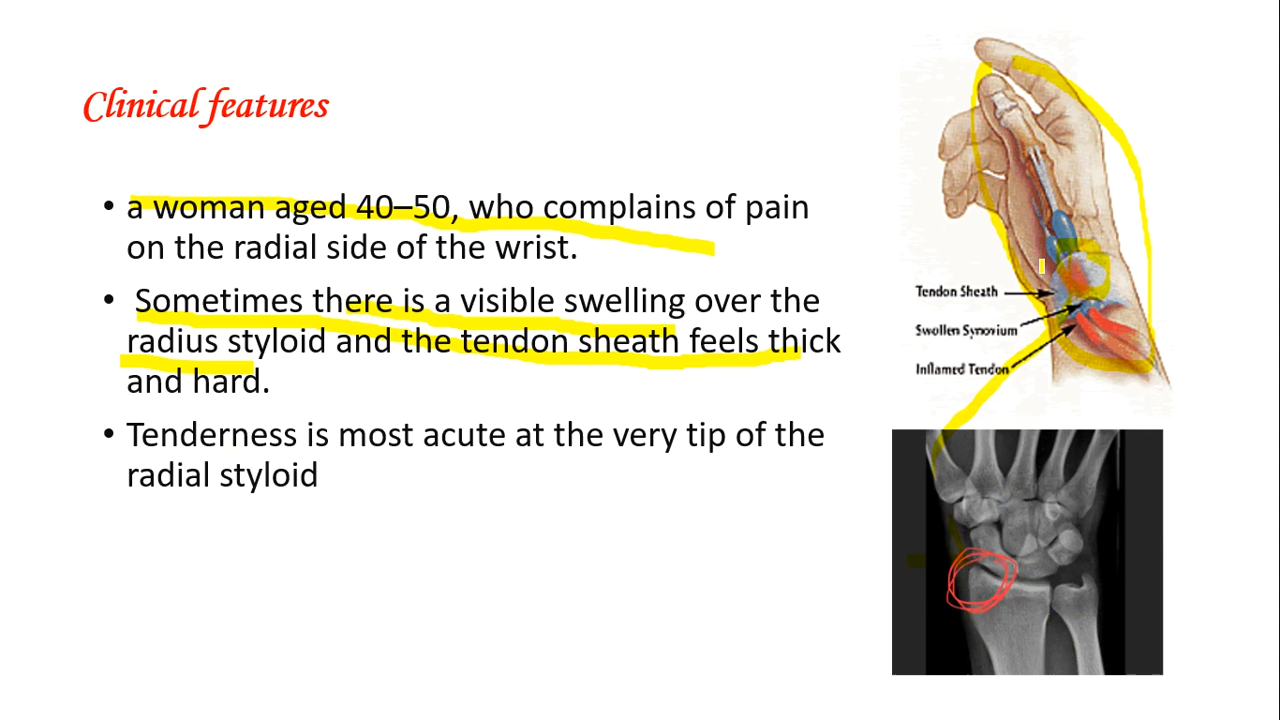 Clinical features
• a woman aged 40–50, who complains of pain
on the radial side of the wrist.
• Sometimes there is a visible swelling over the
radius styloid and the tendon sheath feels thick
and hard.
• Tenderness is most acute at the very tip of the
radial styloid
Tendon Sheath
Swollen Synovium
Inflamed Tendon